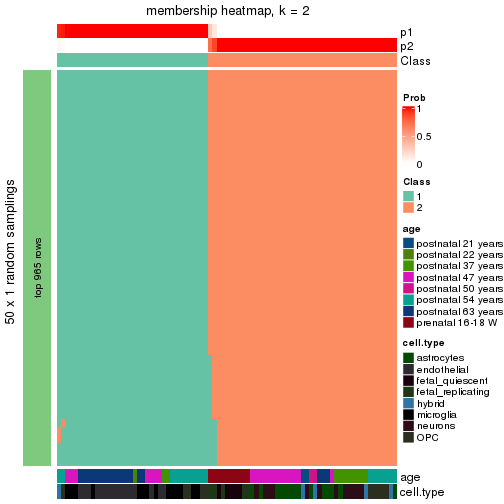 membership heatmap, k = 2
p1
p2
Class
50 x 1 random samplings
top 965 rows
Prob
1
0.5
0
Class
1
2
age
postnatal 21 years
postnatal 22 years
postnatal 37 years
postnatal 47 years
postnatal 50 years
postnatal 54 years
postnatal 63 years
prenatal 16-18 W
cell.type
astrocytes
endothelial
fetal_quiescent
fetal_replicating
hybrid
microglia
neurons
OPC
age
cell.type